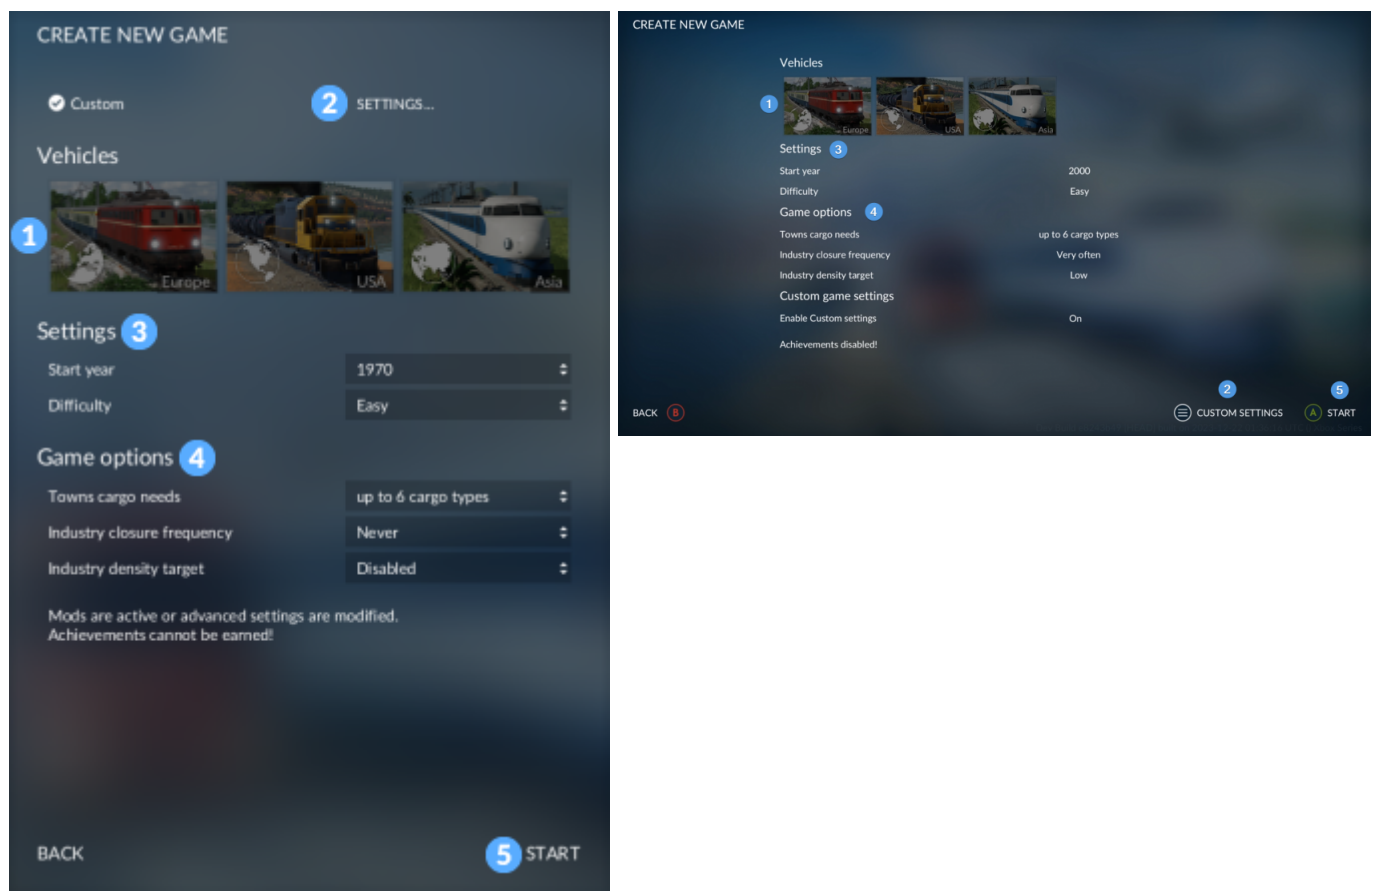 CREATE NEW GAME
Custom
2 SETTINGS...
Vehicles
1
Europe
USA
Asia
Settings 3
Start year 1970
Difficulty Easy
Game options 4
Towns cargo needs up to 6 cargo types
Industry closure frequency Never
Industry density target Disabled
Mods are active or advanced settings are modified.
Achievements cannot be earned!
BACK
5 START
CREATE NEW GAME
Vehicles
1
Europe
USA
Asia
Settings 3
Start year 2000
Difficulty Easy
Game options 4
Towns cargo needs up to 6 cargo types
Industry closure frequency Very often
Industry density target Low
Custom game settings
Enable Custom settings On
Achievements disabled!
2
5
BACK B
CUSTOM SETTINGS
A START